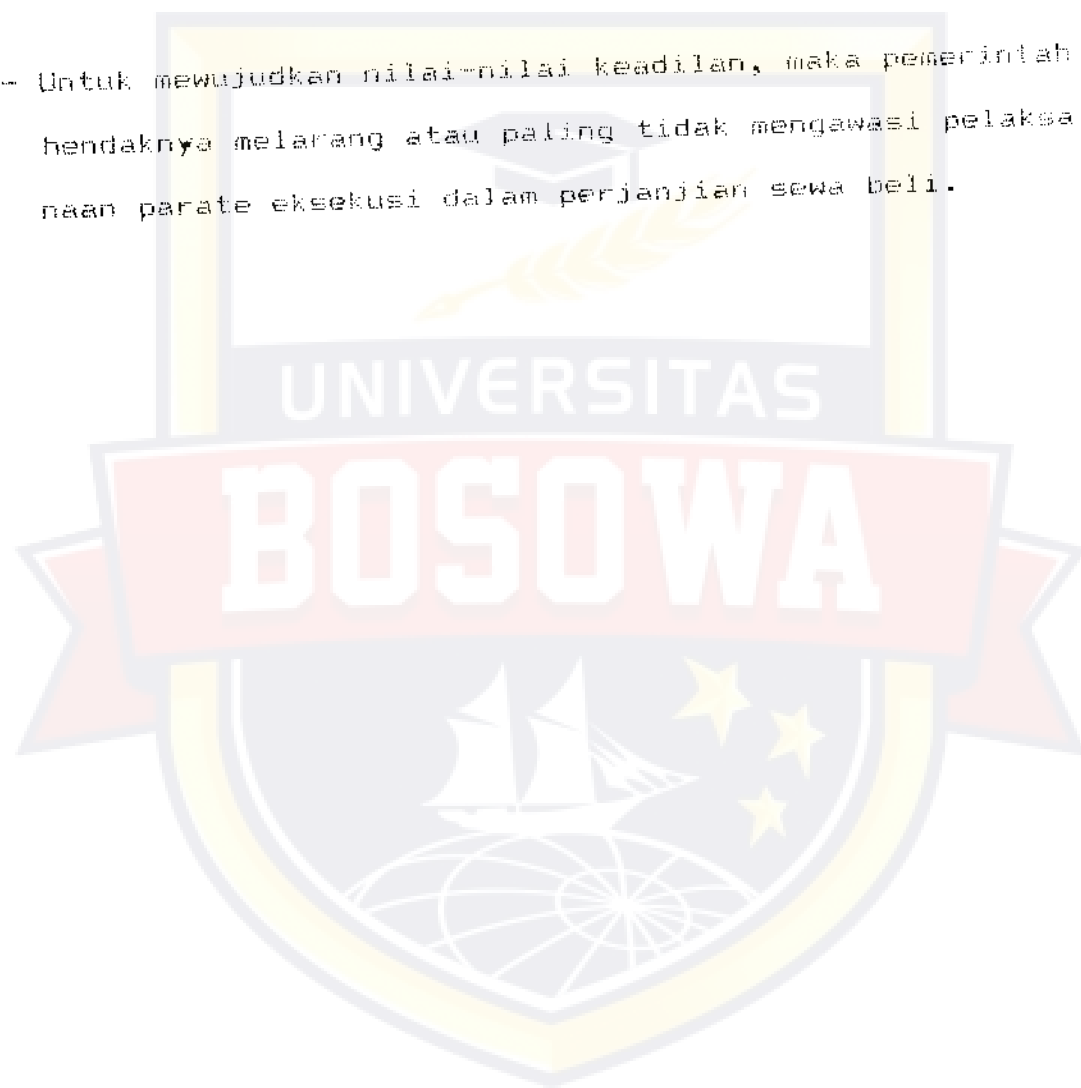 - Untuk mewujudkan nilai-nilai keadilan, maka pemerintah
hendaknya melarang atau paling tidak mengawasi pelaksa
naan parate eksekusi dalam perjanjian sewa beli.
UNIVERSITAS
BOSOWA